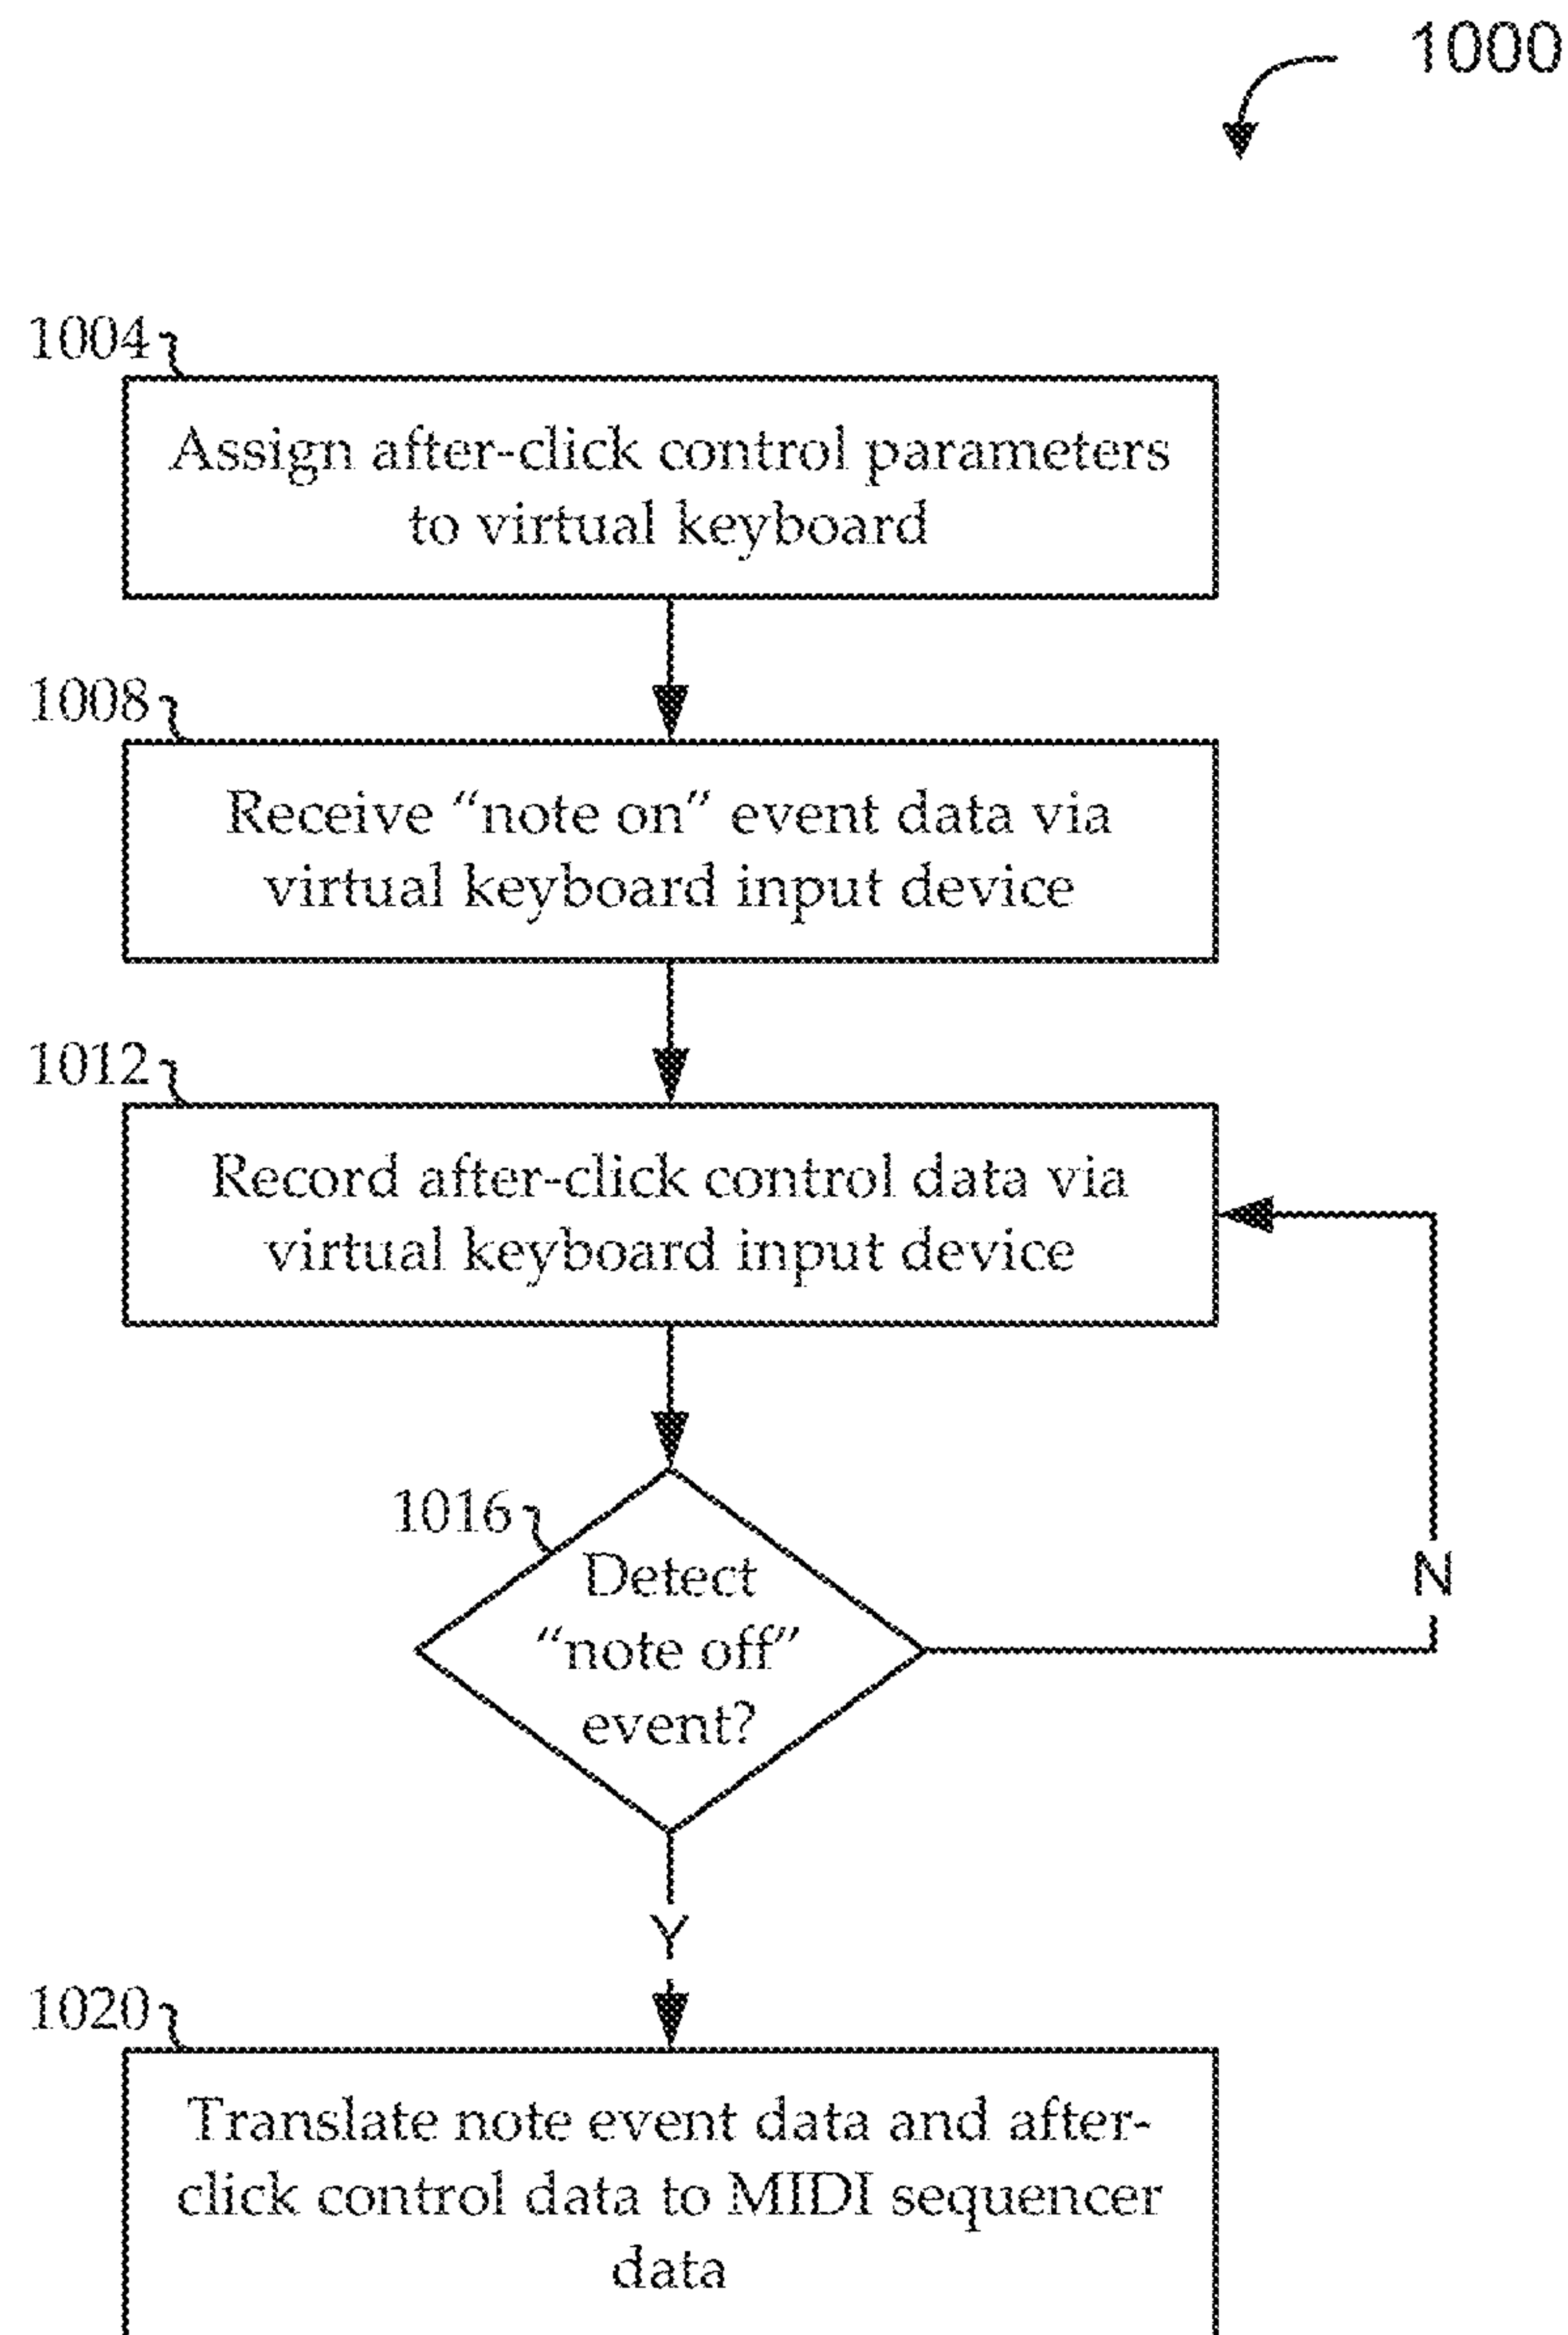 1000
1004
Assign after-click control parameters
to virtual keyboard
1008
Receive “note on” event data via
virtual keyboard input device
1012
Record after-click control data via
virtual keyboard input device
1016
Detect
“note off”
event?
N
Y
1020
Translate note event data and after-
click control data to MIDI sequencer
data